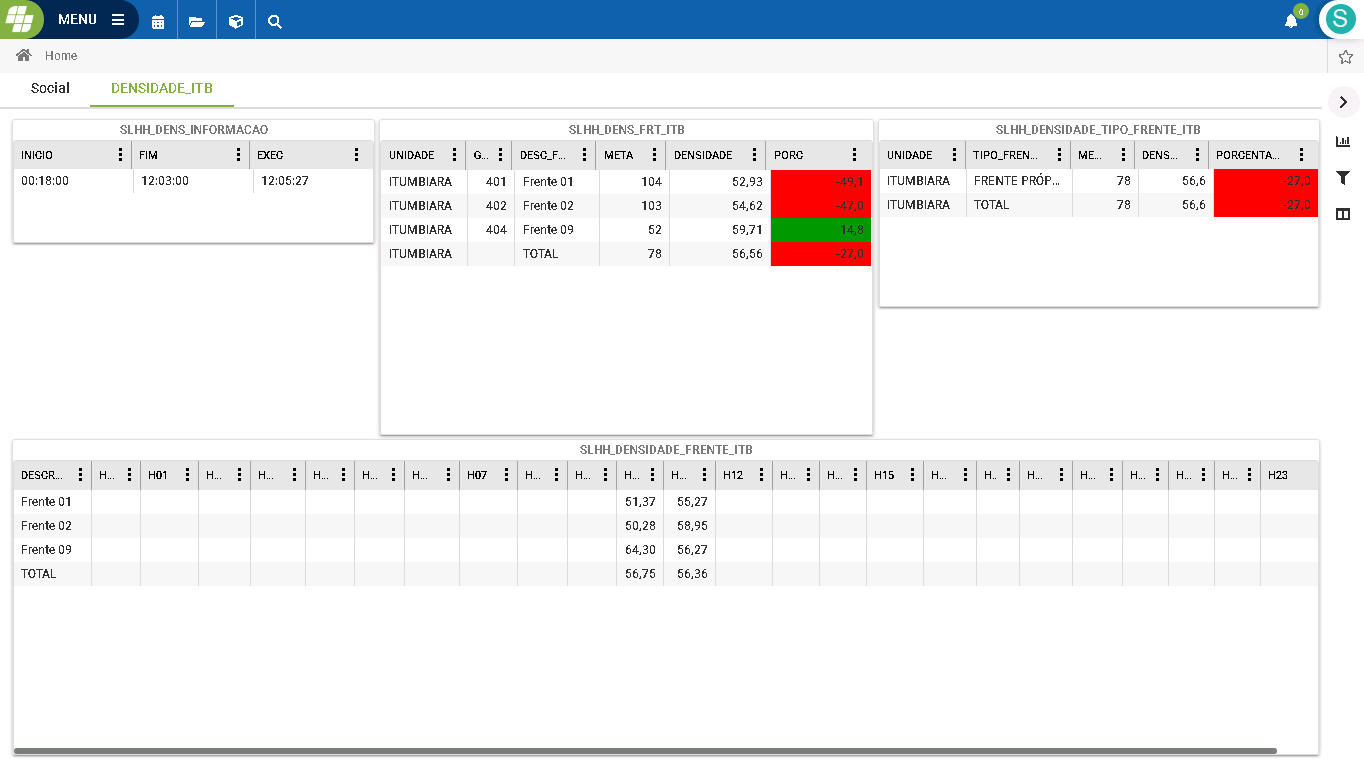 MENU
0
S
Home
Social DENSIDADE_ITB
SLHH_DENS_INFORMACAO
INICIO FIM EXEC
00:18:00 12:03:00 12:05:27
SLHH_DENS_FRT_ITB
UNIDADE G... DESC_F... META DENSIDADE PORC
ITUMBIARA 401 Frente 01 104 52,93 -49,1
ITUMBIARA 402 Frente 02 103 54,62 -47,0
ITUMBIARA 404 Frente 09 52 59,71 14,8
ITUMBIARA TOTAL 78 56,56 -27,0
SLHH_DENSIDADE_TIPO_FRENTE_ITB
UNIDADE TIPO_FREN... ME... DENS... PORCENTA...
ITUMBIARA FRENTE PRÓP... 78 56,6 -27,0
ITUMBIARA TOTAL 78 56,6 -27,0
SLHH_DENSIDADE_FRENTE_ITB
DESCR... H... H01 H... H... H... H... H... H07 H... H... H... H... H12 H... H... H15 H... H.. H... H... H... H... H... H23
Frente 01 51,37 55,27
Frente 02 50,28 58,95
Frente 09 64,30 56,27
TOTAL 56,75 56,36